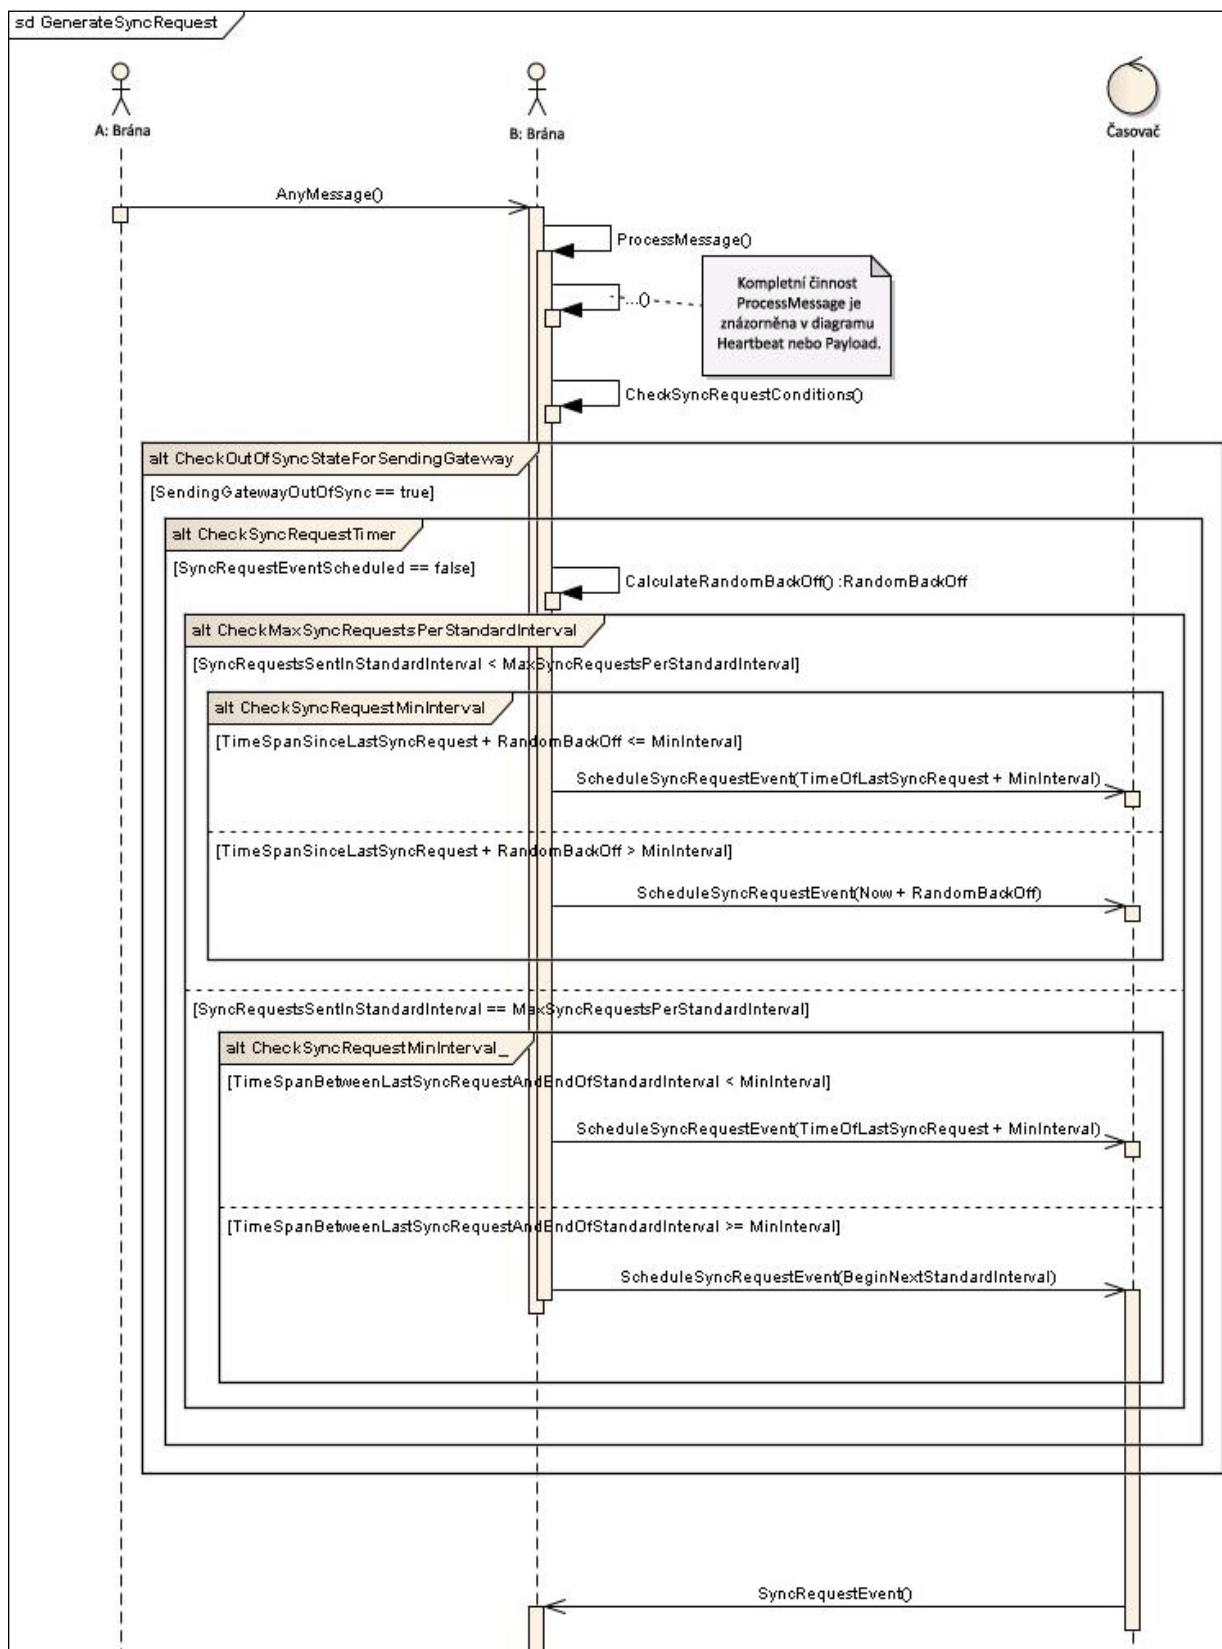 sd GenerateSyncRequest
A: Brána
B: Brána
Časovač
AnyMessage()
ProcessMessage()
...()
Kompletní činnost
ProcessMessage je
znázorněna v diagramu
Heartbeat nebo Payload.
CheckSyncRequestConditions()
alt CheckOutOfSyncStateForSendingGateway
[SendingGatewayOutOfSync == true]
alt CheckSyncRequestTimer
[SyncRequestEventScheduled == false]
CalculateRandomBackOff() :RandomBackOff
alt CheckMaxSyncRequestsPerStandardInterval
[SyncRequestsSentInStandardInterval < MaxSyncRequestsPerStandardInterval]
alt CheckSyncRequestMinInterval
[TimeSpanSinceLastSyncRequest + RandomBackOff <= MinInterval]
ScheduleSyncRequestEvent(TimeOfLastSyncRequest + MinInterval)
[TimeSpanSinceLastSyncRequest + RandomBackOff > MinInterval]
ScheduleSyncRequestEvent(Now + RandomBackOff)
[SyncRequestsSentInStandardInterval == MaxSyncRequestsPerStandardInterval]
alt CheckSyncRequestMinInterval_
[TimeSpanBetweenLastSyncRequestAndEndOfStandardInterval < MinInterval]
ScheduleSyncRequestEvent(TimeOfLastSyncRequest + MinInterval)
[TimeSpanBetweenLastSyncRequestAndEndOfStandardInterval >= MinInterval]
ScheduleSyncRequestEvent(BeginNextStandardInterval)
SyncRequestEvent()